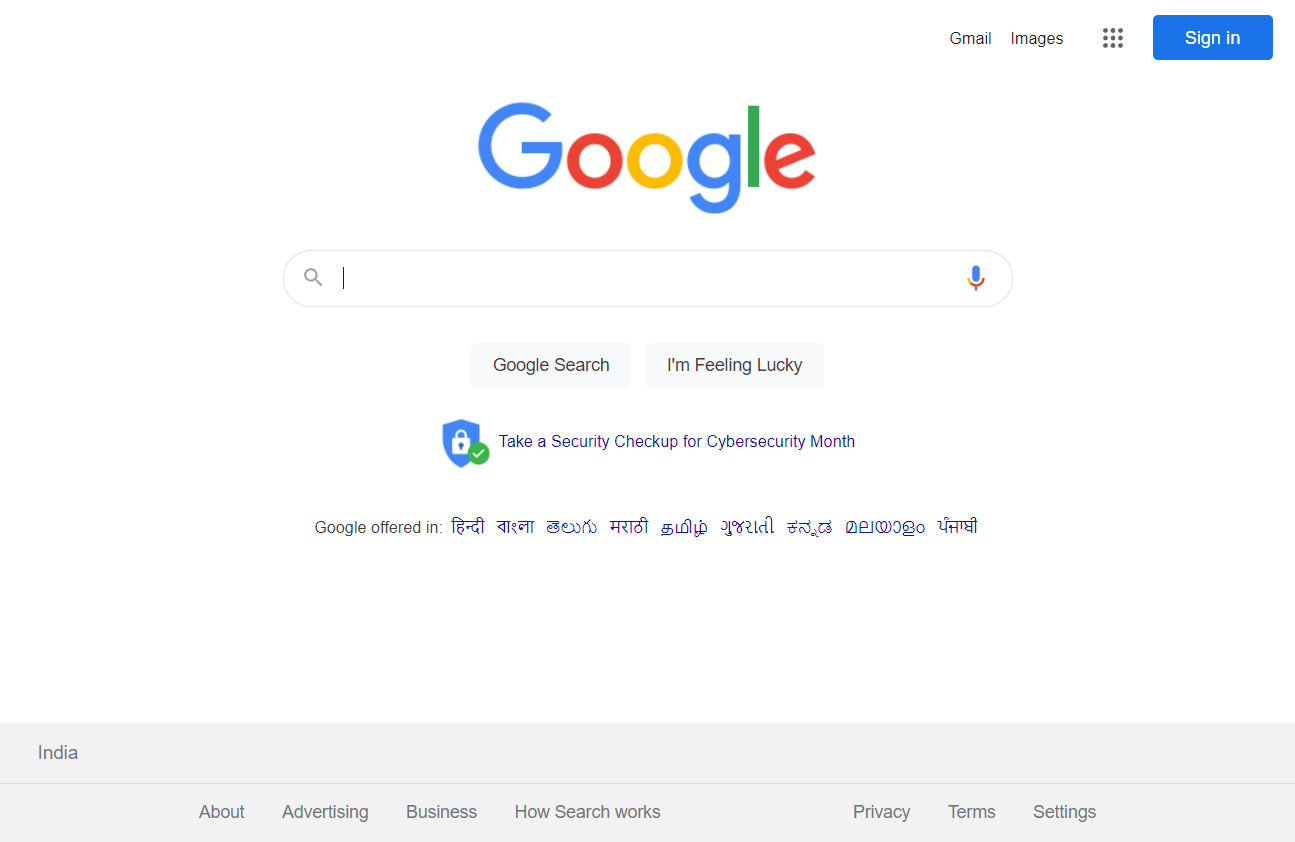 Gmail Images Sign in
Google
Google Search I'm Feeling Lucky
Take a Security Checkup for Cybersecurity Month
Google offered in: हिन्दी বাংলা తెలుగు मराठी தமிழ் ગુજરાતી ಕನ್ನಡ മലയാളം ਪੰਜਾਬੀ
India
About Advertising Business How Search works Privacy Terms Settings